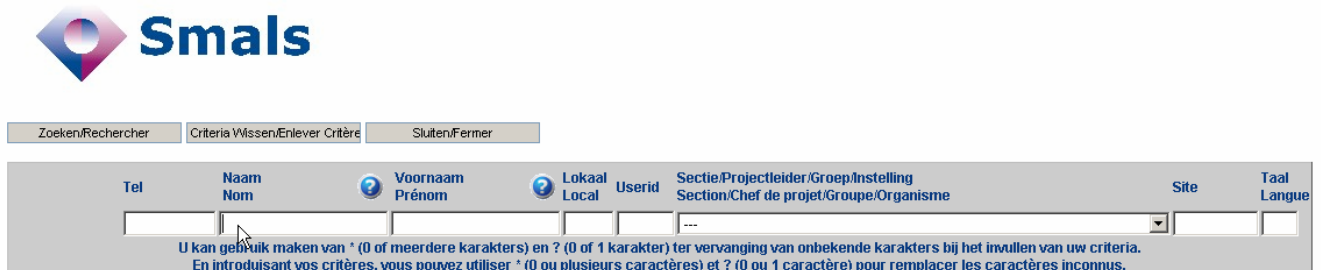 Smals
Zoeken/Rechercher
Criteria Wissen/Enlever Critère
Sluiten/Fermer
Tel
Naam
Nom
?
Voornaam
Prénom
?
Lokaal
Local
Userid
Sectie/Projectleider/Groep/Instelling
Section/Chef de projet/Groupe/Organisme
Site
Taal
Langue
---
U kan gebruik maken van * (0 of meerdere karakters) en ? (0 of 1 karakter) ter vervanging van onbekende karakters bij het invullen van uw criteria.
En introduisant vos critères, vous pouvez utiliser * (0 ou plusieurs caractères) et ? (0 ou 1 caractère) pour remplacer les caractères inconnus.